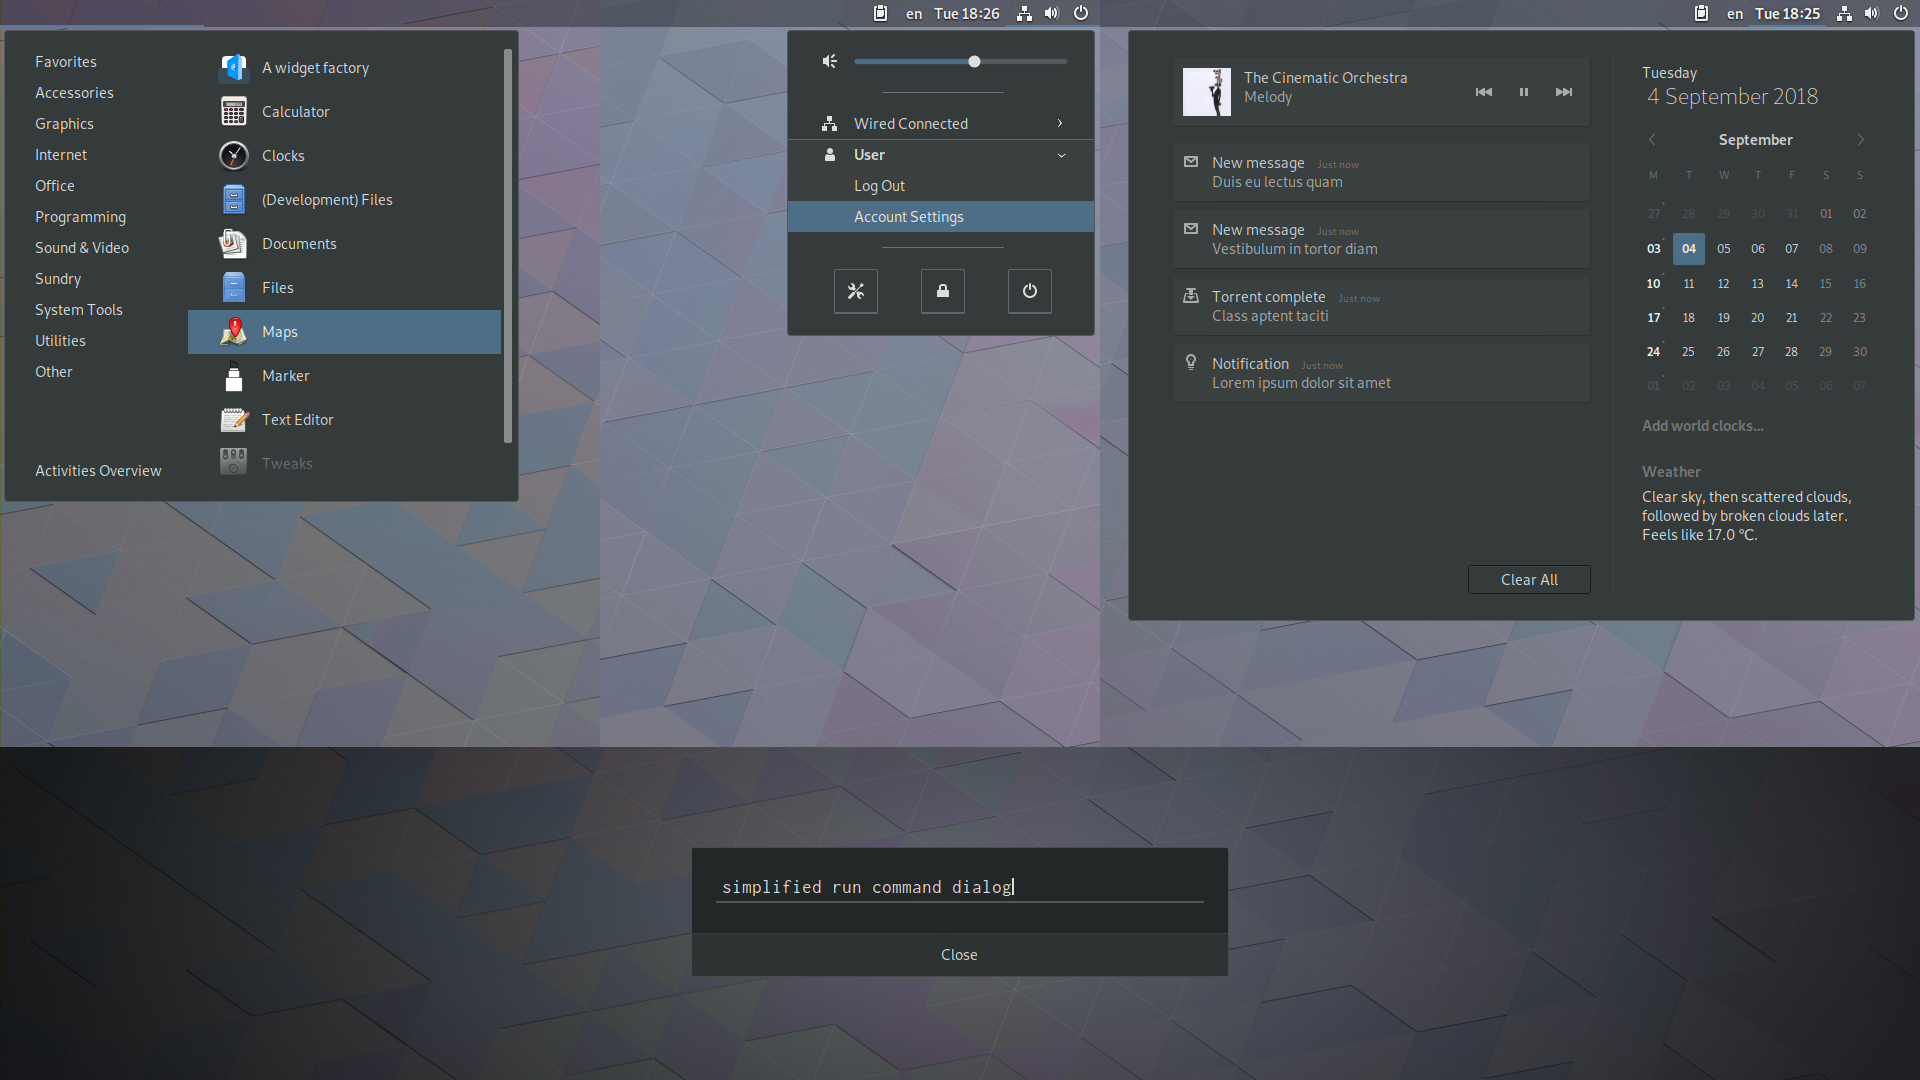 en Tue 18:26
en Tue 18:25
Favorites
Accessories
Graphics
Internet
Office
Programming
Sound & Video
Sundry
System Tools
Utilities
Other
Activities Overview
A widget factory
Calculator
Clocks
(Development) Files
Documents
Files
Maps
Marker
Text Editor
Tweaks
Wired Connected
User
Log Out
Account Settings
The Cinematic Orchestra
Melody
New message Just now
Duis eu lectus quam
New message Just now
Vestibulum in tortor diam
Torrent complete Just now
Class aptent taciti
Notification Just now
Lorem ipsum dolor sit amet
Clear All
Tuesday
4 September 2018
September
M T W T F S S
27 28 29 30 31 01 02
03 04 05 06 07 08 09
10 11 12 13 14 15 16
17 18 19 20 21 22 23
24 25 26 27 28 29 30
01 02 03 04 05 06 07
Add world clocks...
Weather
Clear sky, then scattered clouds,
followed by broken clouds later.
Feels like 17.0 °C.
simplified run command dialog
Close